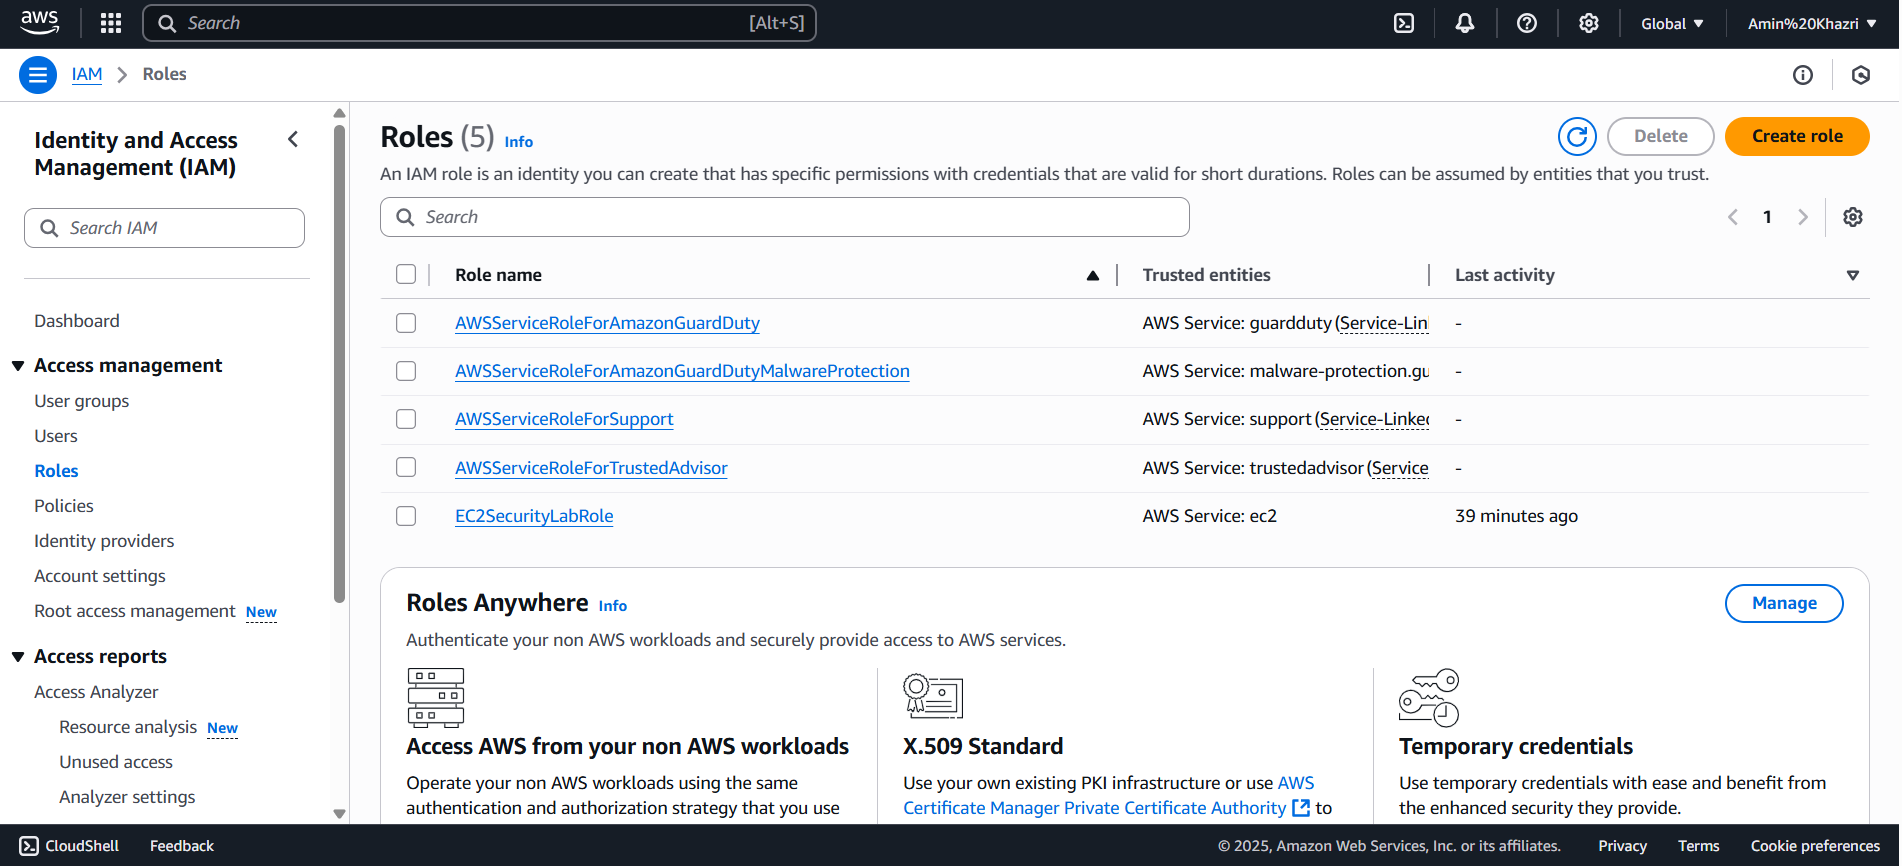 aws
Search
[Alt+S]
Global
Amin%20Khazri
IAM
Roles
Identity and Access
Management (IAM)
Search IAM
Dashboard
Access management
User groups
Users
Roles
Policies
Identity providers
Account settings
Root access management New
Access reports
Access Analyzer
Resource analysis New
Unused access
Analyzer settings
Roles (5) Info
Delete
Create role
An IAM role is an identity you can create that has specific permissions with credentials that are valid for short durations. Roles can be assumed by entities that you trust.
Search
1
Role name
Trusted entities
Last activity
AWSServiceRoleForAmazonGuardDuty
AWS Service: guardduty (Service-Lin
-
AWSServiceRoleForAmazonGuardDutyMalwareProtection
AWS Service: malware-protection.gu
-
AWSServiceRoleForSupport
AWS Service: support (Service-Linked
-
AWSServiceRoleForTrustedAdvisor
AWS Service: trustedadvisor (Service
-
EC2SecurityLabRole
AWS Service: ec2
39 minutes ago
Roles Anywhere Info
Manage
Authenticate your non AWS workloads and securely provide access to AWS services.
Access AWS from your non AWS workloads
Operate your non AWS workloads using the same
authentication and authorization strategy that you use
X.509 Standard
Use your own existing PKI infrastructure or use AWS
Certificate Manager Private Certificate Authority to
Temporary credentials
Use temporary credentials with ease and benefit from
the enhanced security they provide.
CloudShell
Feedback
© 2025, Amazon Web Services, Inc. or its affiliates.
Privacy
Terms
Cookie preferences